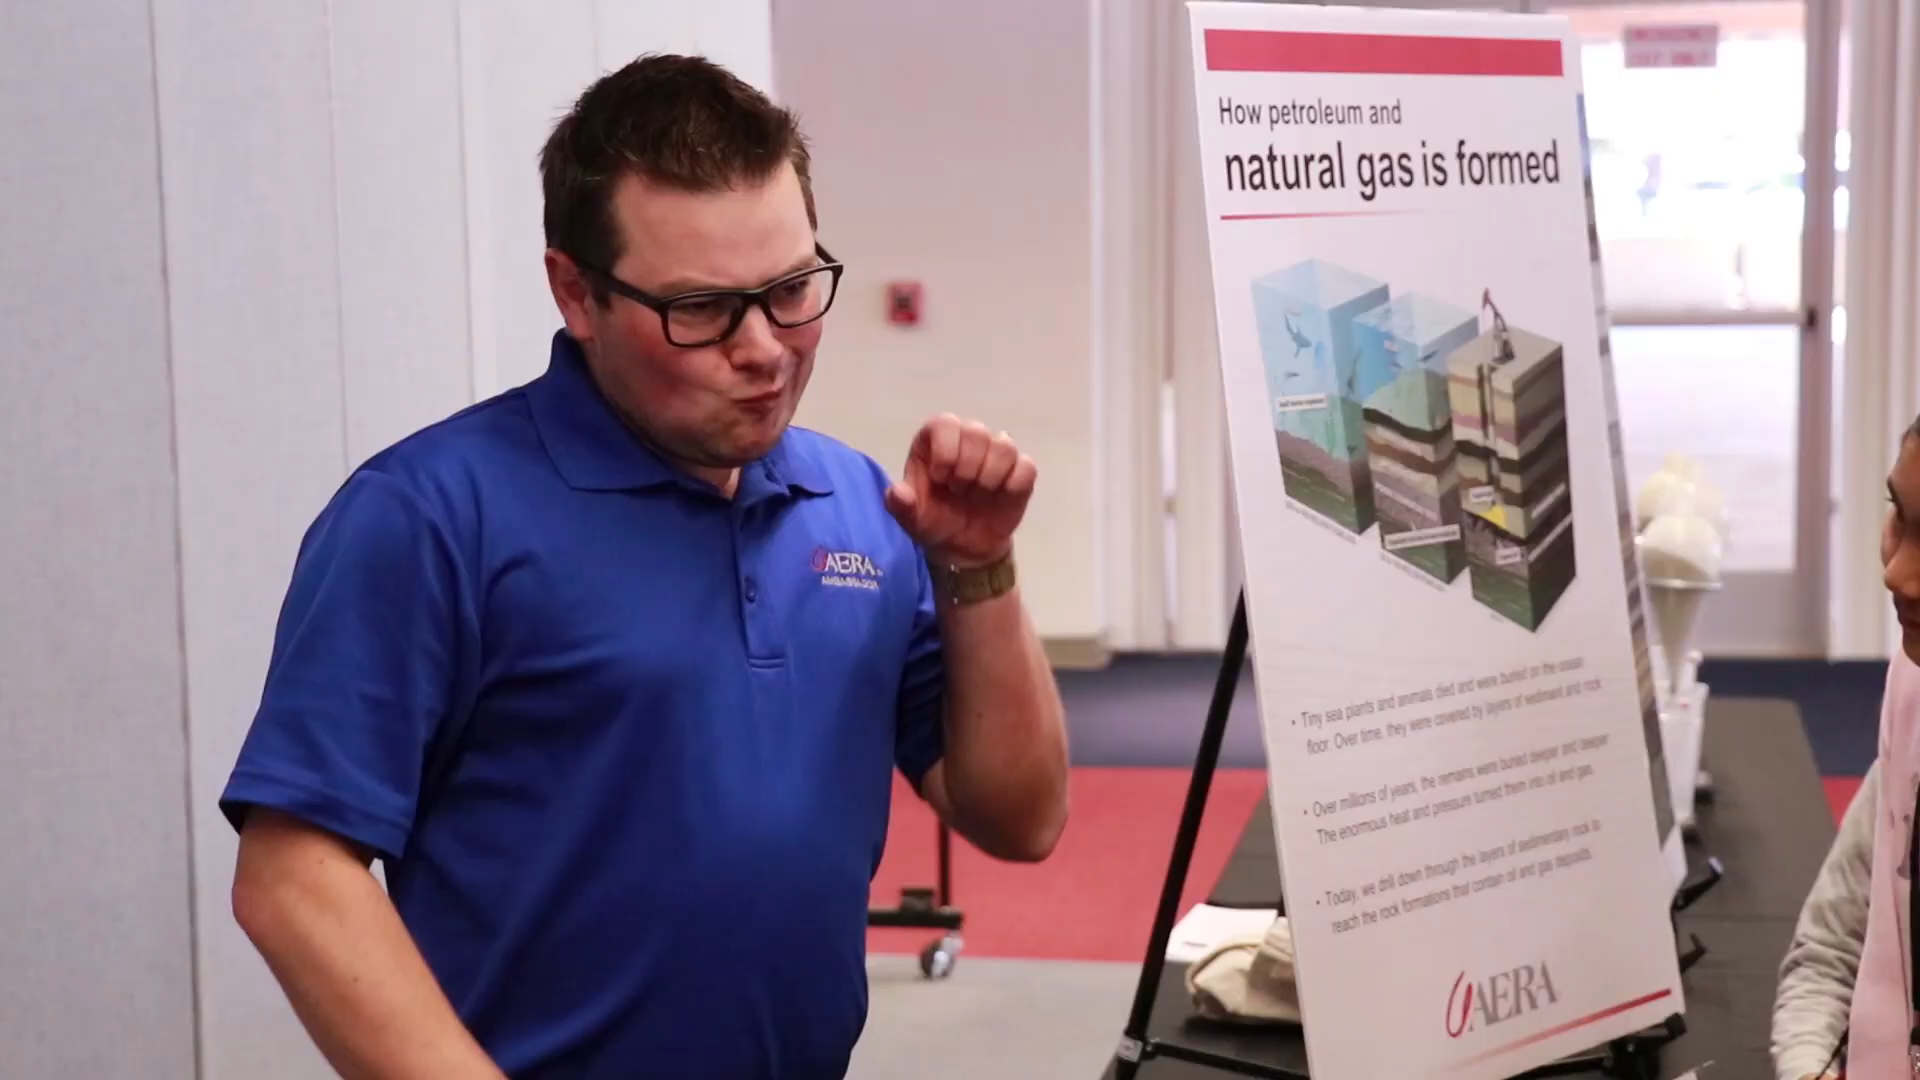 How petroleum and
natural gas is formed
• Tiny sea plants and animals died and were buried on the ocean
floor. Over time, they were covered by layers of sediment and rock.
• Over millions of years, the remains were buried deeper and deeper.
The enormous heat and pressure turned them into oil and gas.
• Today, we drill down through the layers of sedimentary rock to
reach the rock formations that contain oil and gas deposits.
AERA
AERA
AMBASSADOR